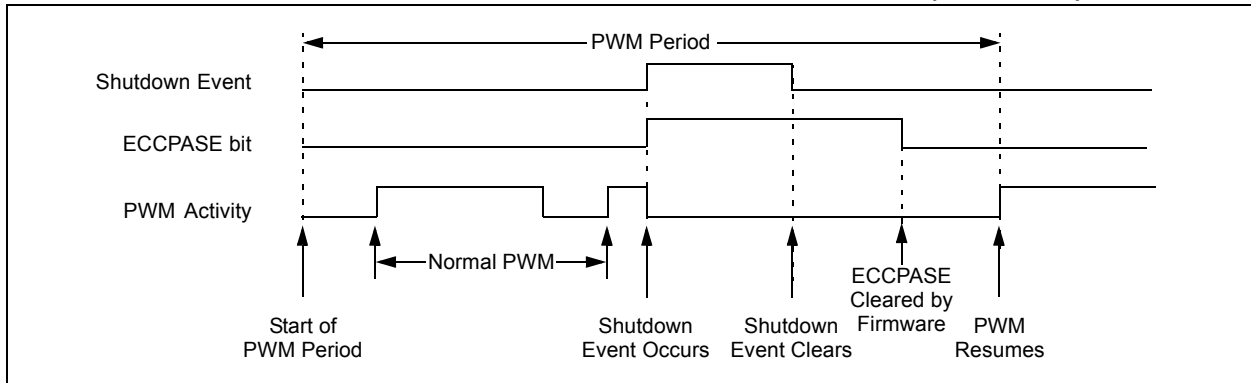 PWM Period
Shutdown Event
ECCPASE bit
PWM Activity
Normal PWM
Start of
PWM Period
Shutdown
Event Occurs
Shutdown
Event Clears
ECCPASE
Cleared by
Firmware
PWM
Resumes